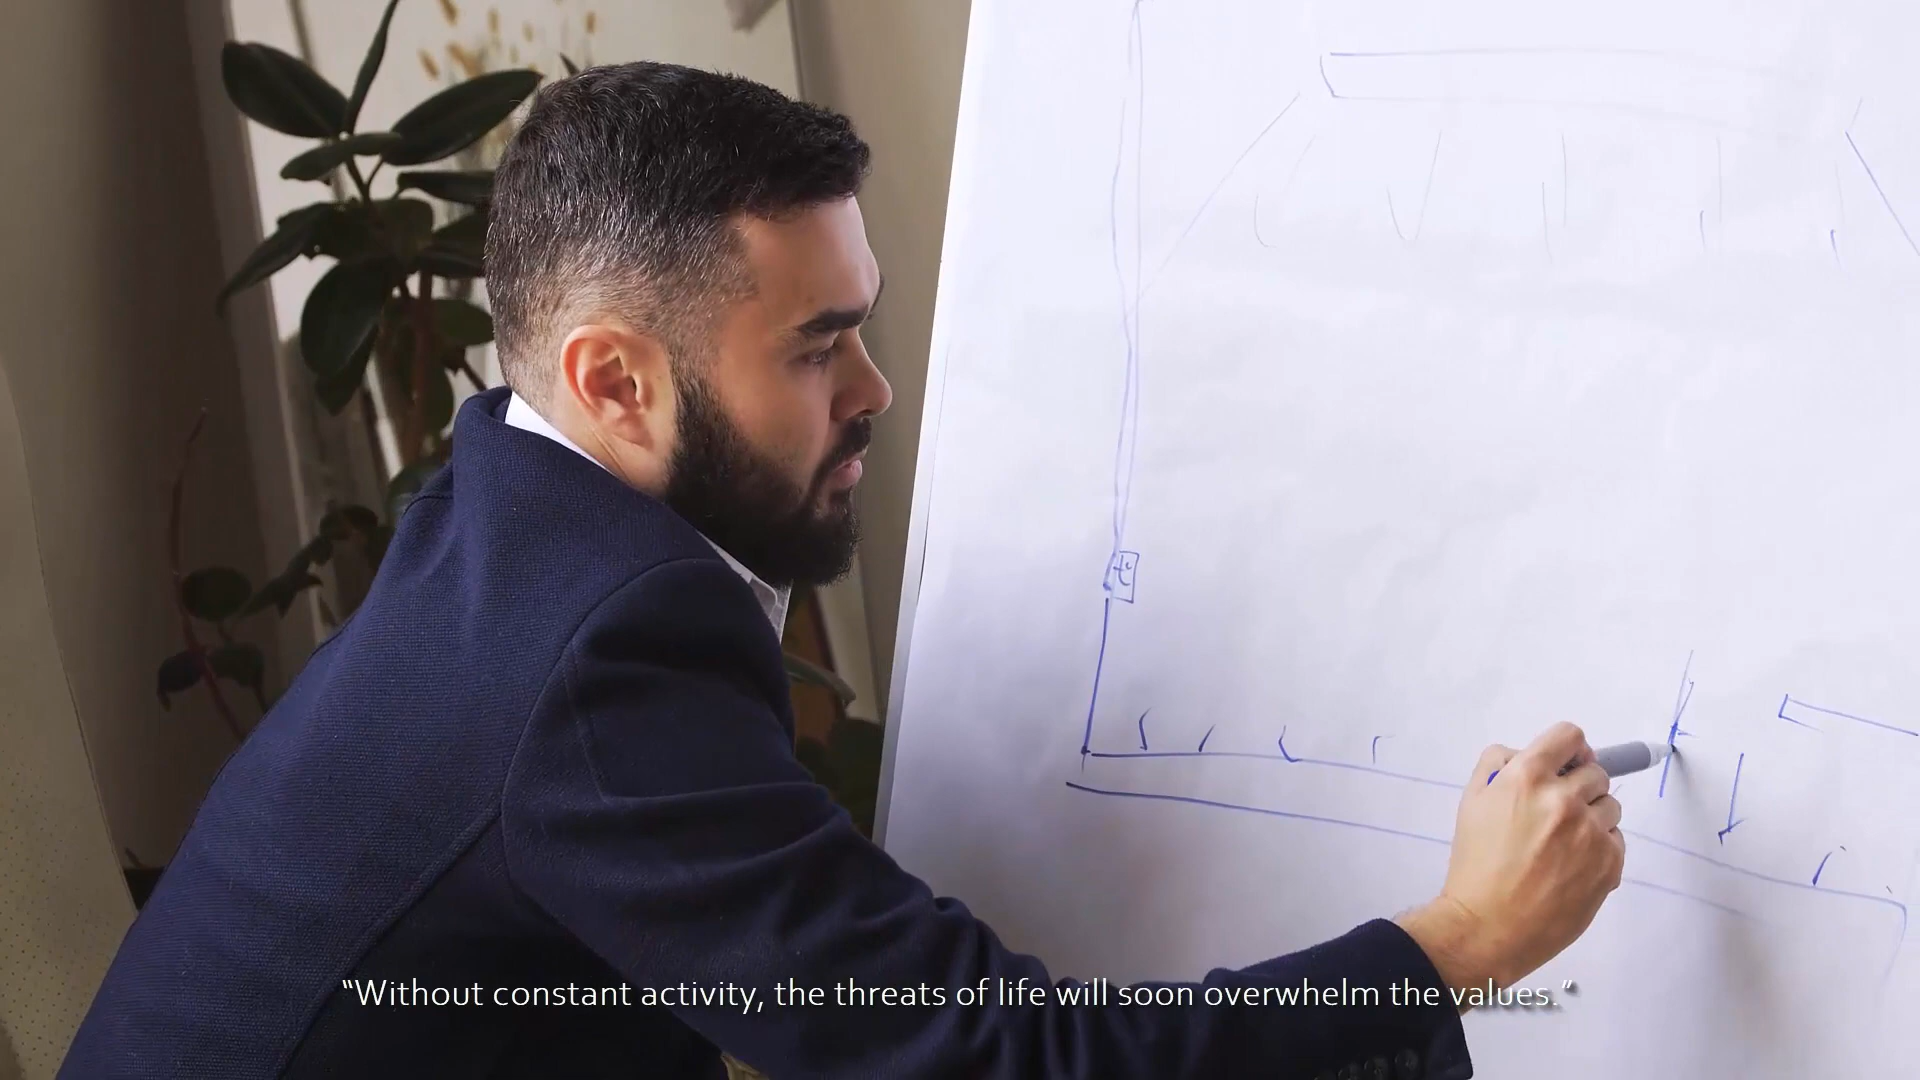 “Without constant activity, the threats of life will soon overwhelm the values.”